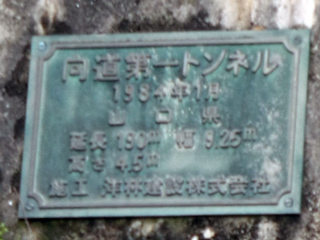 向道第一トンネル
1984年1月
山口県
延長 190m 幅 9.25m
高さ 4.5m
施工 洋林建設株式会社